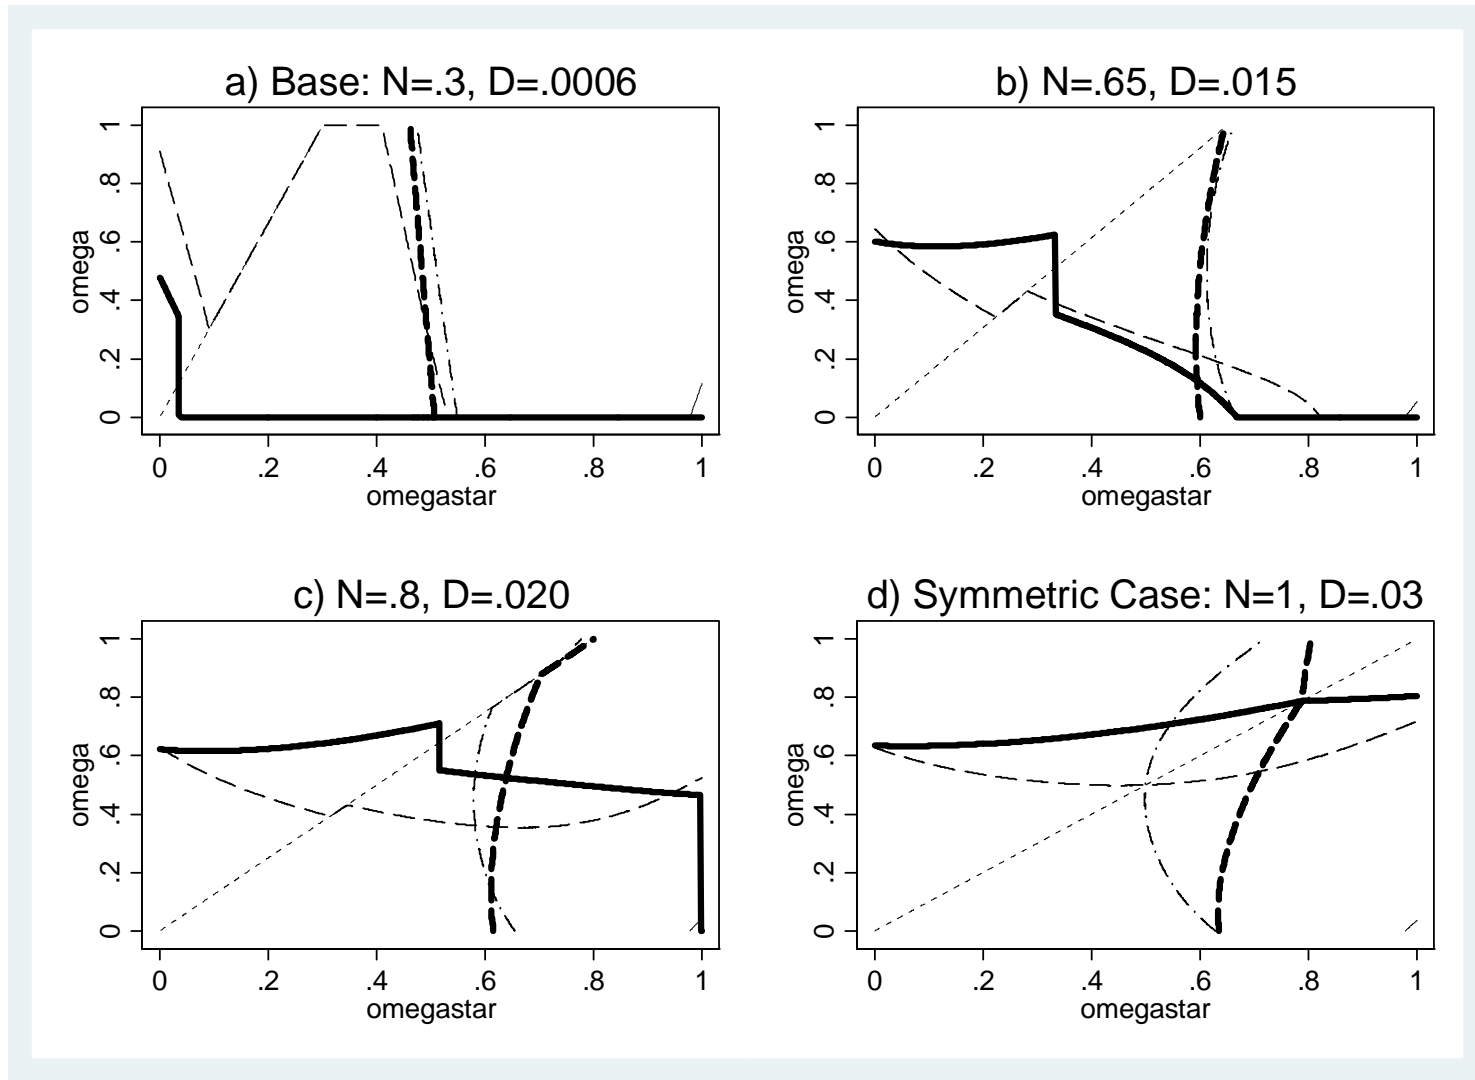 a) Base: N=.3, D=.0006
omega
0 .2 .4 .6 .8 1
0 .2 .4 .6 .8 1
omegastar
b) N=.65, D=.015
omega
0 .2 .4 .6 .8 1
0 .2 .4 .6 .8 1
omegastar
c) N=.8, D=.020
omega
0 .2 .4 .6 .8 1
0 .2 .4 .6 .8 1
omegastar
d) Symmetric Case: N=1, D=.03
omega
0 .2 .4 .6 .8 1
0 .2 .4 .6 .8 1
omegastar